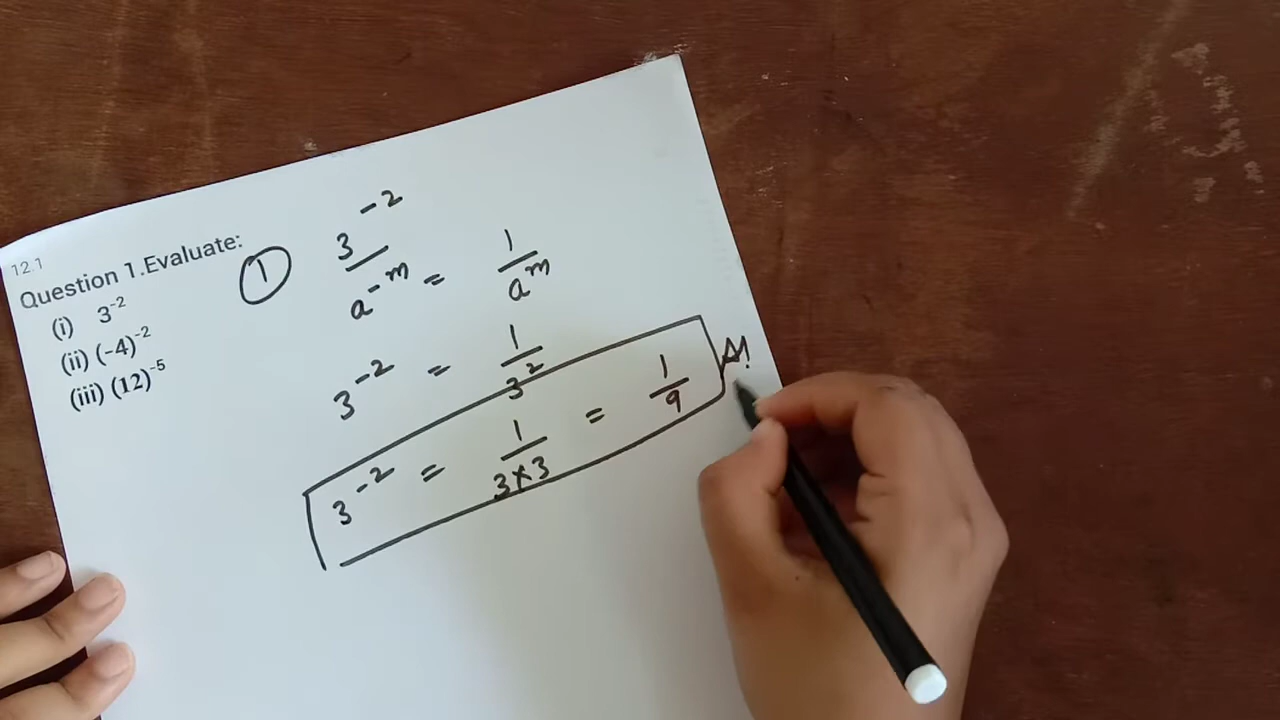 12.1
Question 1.Evaluate:
(i) 3⁻²
(ii) (-4)⁻²
(iii) (12)⁻⁵
① 3⁻²
a⁻ᵐ = 1/aᵐ
3⁻² = 1/3²
3⁻² = 1/3×3 = 1/9